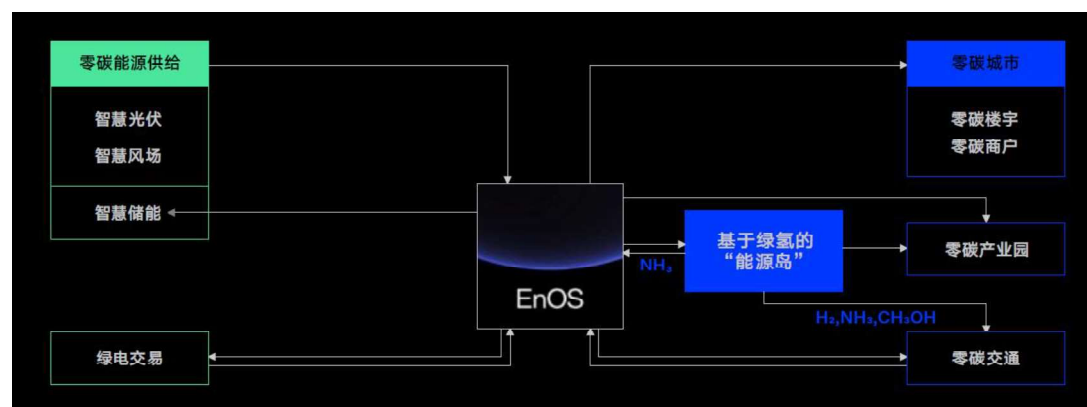 零碳能源供给
智慧光伏
智慧风场
智慧储能
绿电交易
EnOS
NH₃
基于绿氢的
“能源岛”
H₂,NH₃,CH₃OH
零碳城市
零碳楼宇
零碳商户
零碳产业园
零碳交通